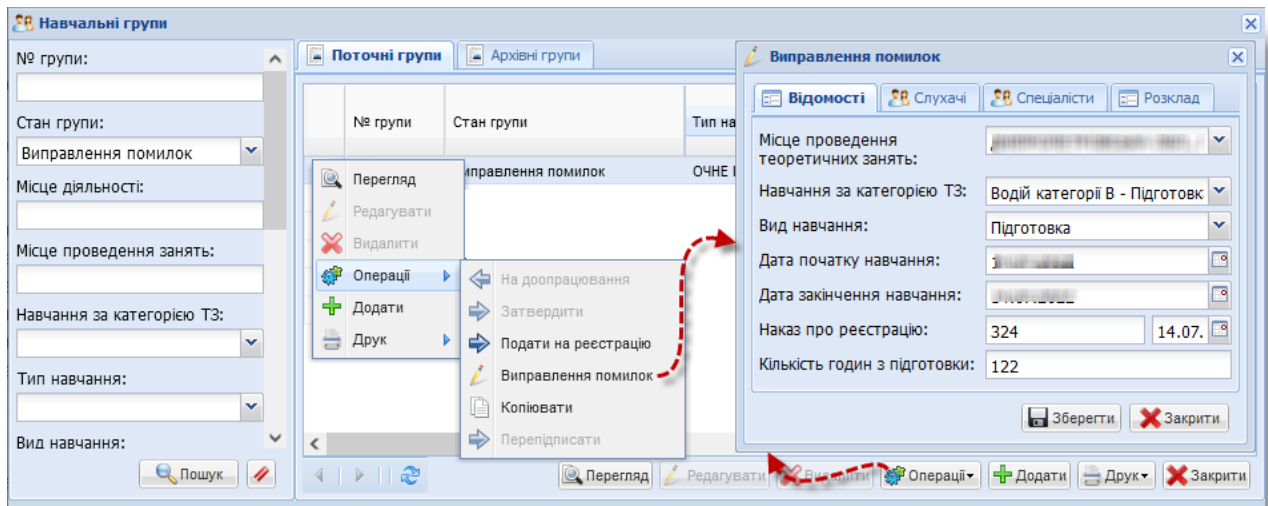 Навчальні групи
№ групи:
Стан групи:
Виправлення помилок
Місце діяльності:
Місце проведення занять:
Навчання за категорією ТЗ:
Тип навчання:
Вид навчання:
Пошук
Поточні групи
Архівні групи
№ групи
Стан групи
Тип на
иправлення помилок
ОЧНЕ
Перегляд
Редагувати
Видалити
Операції
Додати
Друк
На доопрацювання
Затвердити
Подати на реєстрацію
Виправлення помилок
Копіювати
Перепідписати
Виправлення помилок
Відомості
Слухачі
Спеціалісти
Розклад
Місце проведення
теоретичних занять:
Навчання за категорією ТЗ:
Водій категорії В - Підготовк
Вид навчання:
Підготовка
Дата початку навчання:
Дата закінчення навчання:
Наказ про реєстрацію:
324
14.07.
Кількість годин з підготовки:
122
Зберегти
Закрити
Перегляд
Редагувати
Видалити
Операції
Додати
Друк
Закрити